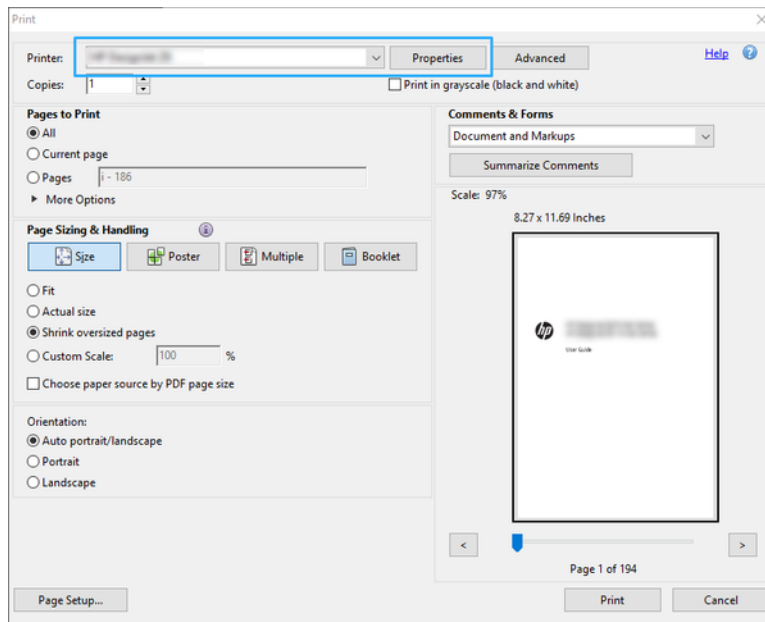 Print
Printer: Properties Advanced Help
Copies: 1 Print in grayscale (black and white)
Pages to Print
All
Current page
Pages i - 186
More Options
Comments & Forms
Document and Markups
Summarize Comments
Scale: 97%
8.27 x 11.69 Inches
Page Sizing & Handling
Size Poster Multiple Booklet
Fit
Actual size
Shrink oversized pages
Custom Scale: 100 %
Choose paper source by PDF page size
hp
User Guide
Orientation:
Auto portrait/landscape
Portrait
Landscape
< >
Page 1 of 194
Page Setup... Print Cancel